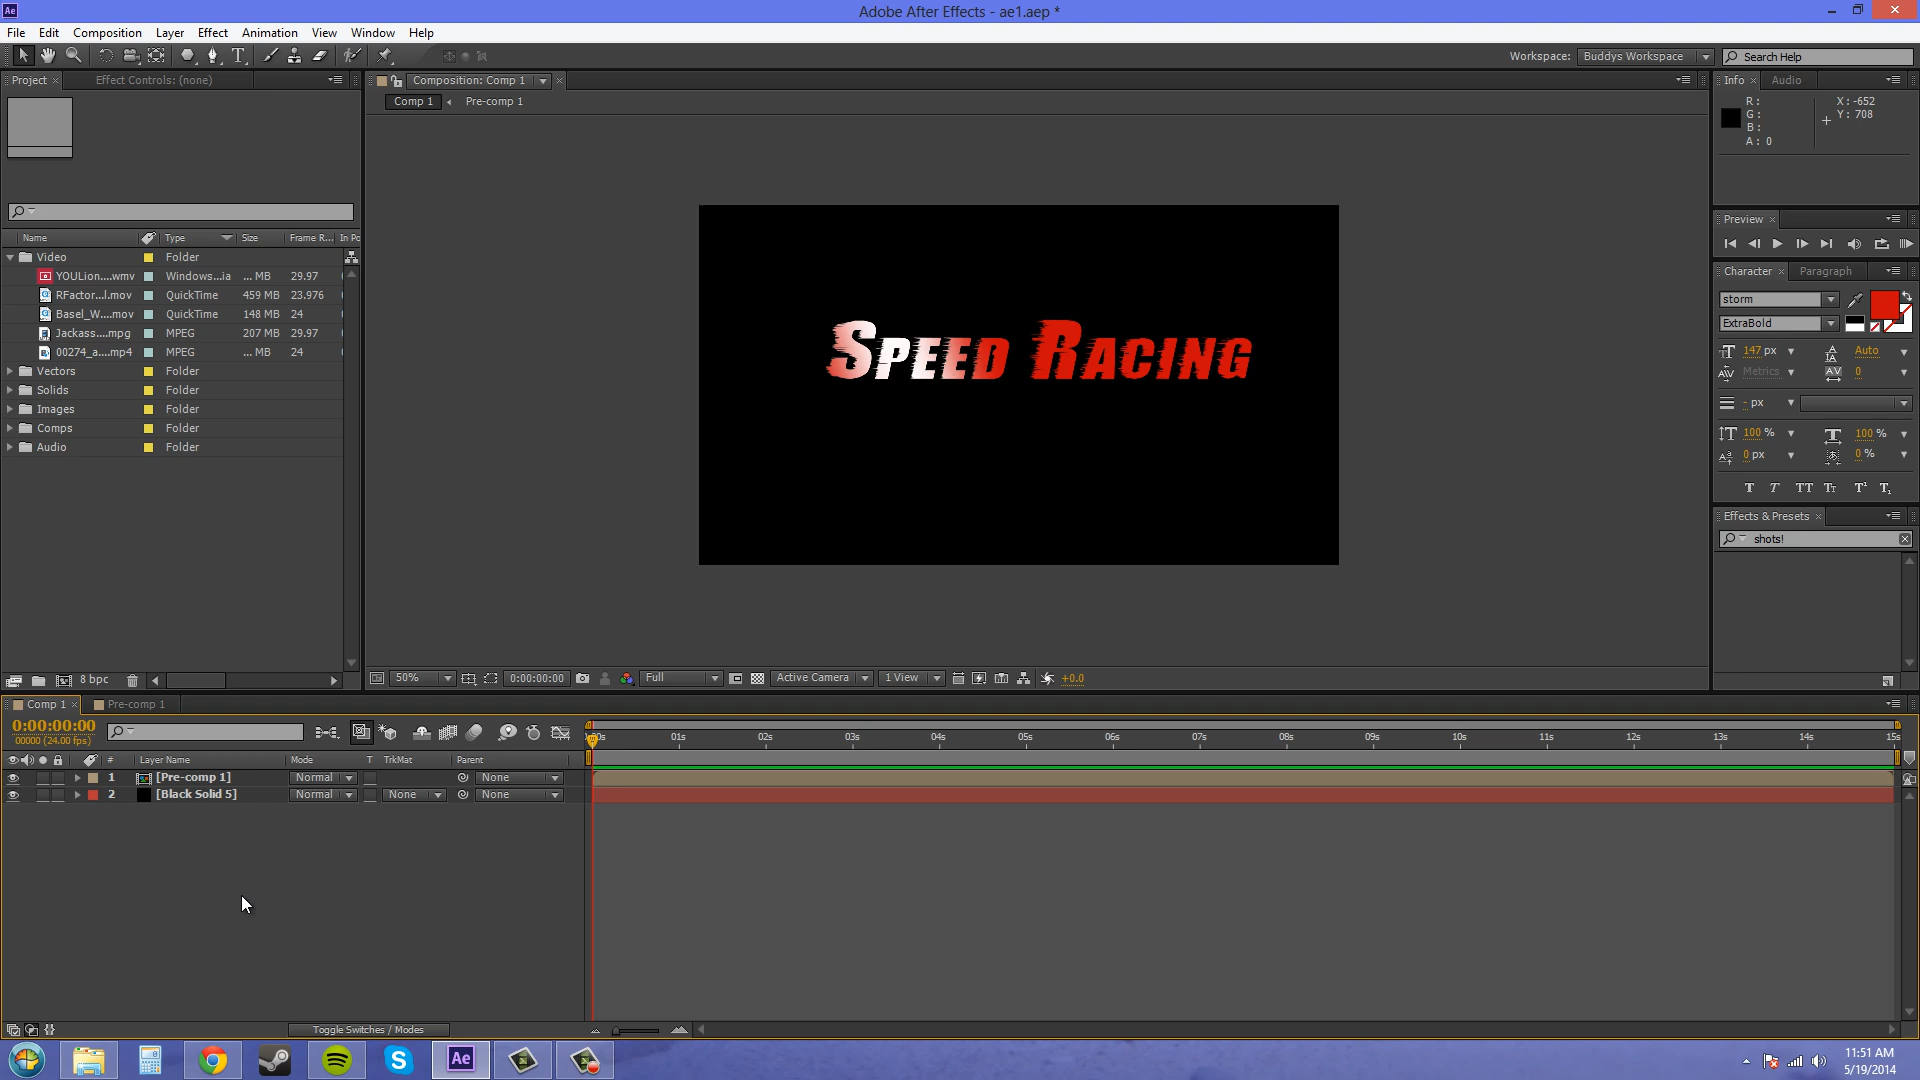 Ae Adobe After Effects - ae1.aep *
File Edit Composition Layer Effect Animation View Window Help
Workspace: Buddys Workspace Search Help
Project Effect Controls: (none) Composition: Comp 1 Info Audio
Comp 1 Pre-comp 1
R: X: -652
G: Y: 708
B:
A: 0
Preview
Name Type Size Frame R... In Po
Video Folder
YOULion....wmv Windows...ia ... MB 29.97
RFactor...l.mov QuickTime 459 MB 23.976
Basel_W....mov QuickTime 148 MB 24
Jackass....mpg MPEG 207 MB 29.97
00274_a....mp4 MPEG ... MB 24
Vectors Folder
Solids Folder
Images Folder
Comps Folder
Audio Folder
Speed Racing
Character Paragraph
storm
ExtraBold
147 px Auto
Metrics 0
- px
100 % 100 %
0 px 0 %
T T TT Tt T¹ T₁
Effects & Presets
shots!
8 bpc 50% 0:00:00:00 Full Active Camera 1 View +0.0
Comp 1 Pre-comp 1
0:00:00:00
00000 (24.00 fps)
01s 02s 03s 04s 05s 06s 07s 08s 09s 10s 11s 12s 13s 14s 15s
# Layer Name Mode T TrkMat Parent
1 [Pre-comp 1] Normal None
2 [Black Solid 5] Normal None None
Toggle Switches / Modes
Ae
11:51 AM
5/19/2014